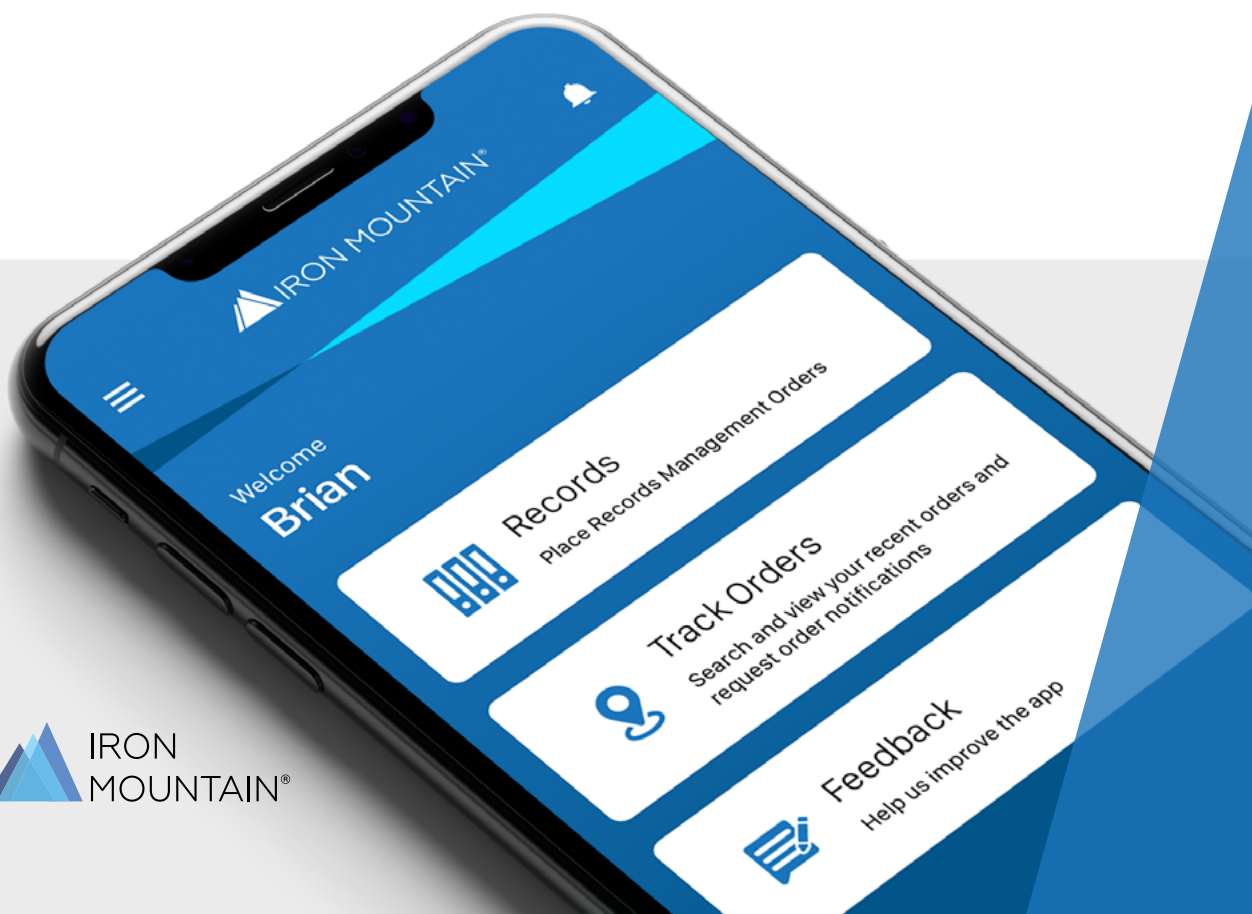 IRON MOUNTAIN®
Welcome
Brian
Records
Place Records Management Orders
Track Orders
Search and view your recent orders and
request order notifications
Feedback
Help us improve the app
IRON
MOUNTAIN®